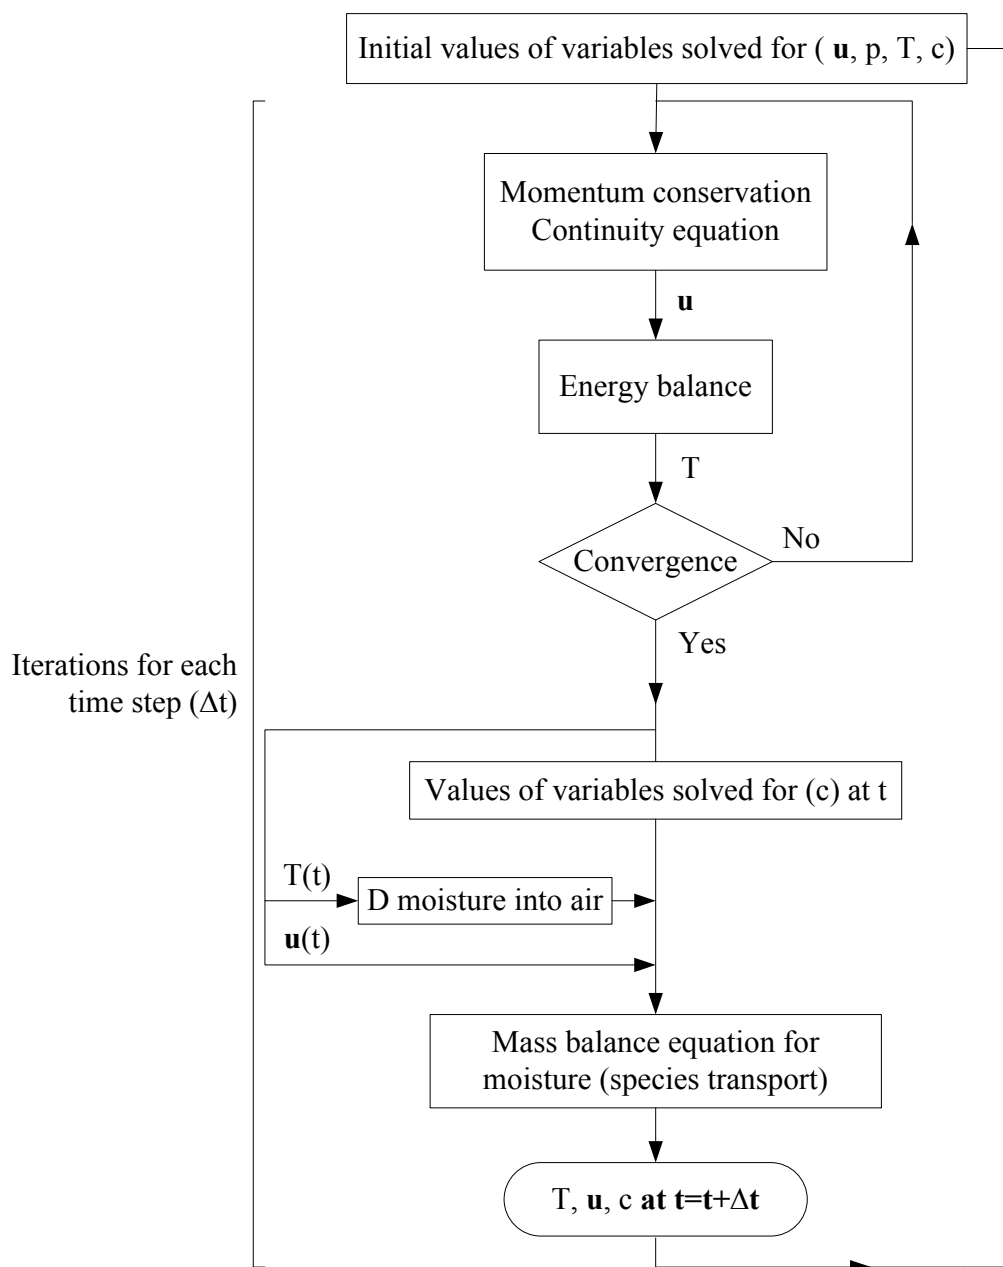 Initial values of variables solved for ( u, p, T, c)
Momentum conservation
Continuity equation
u
Energy balance
T
Convergence
No
Yes
Iterations for each
time step (Δt)
Values of variables solved for (c) at t
T(t)
D moisture into air
u(t)
Mass balance equation for
moisture (species transport)
T, u, c at t=t+Δt